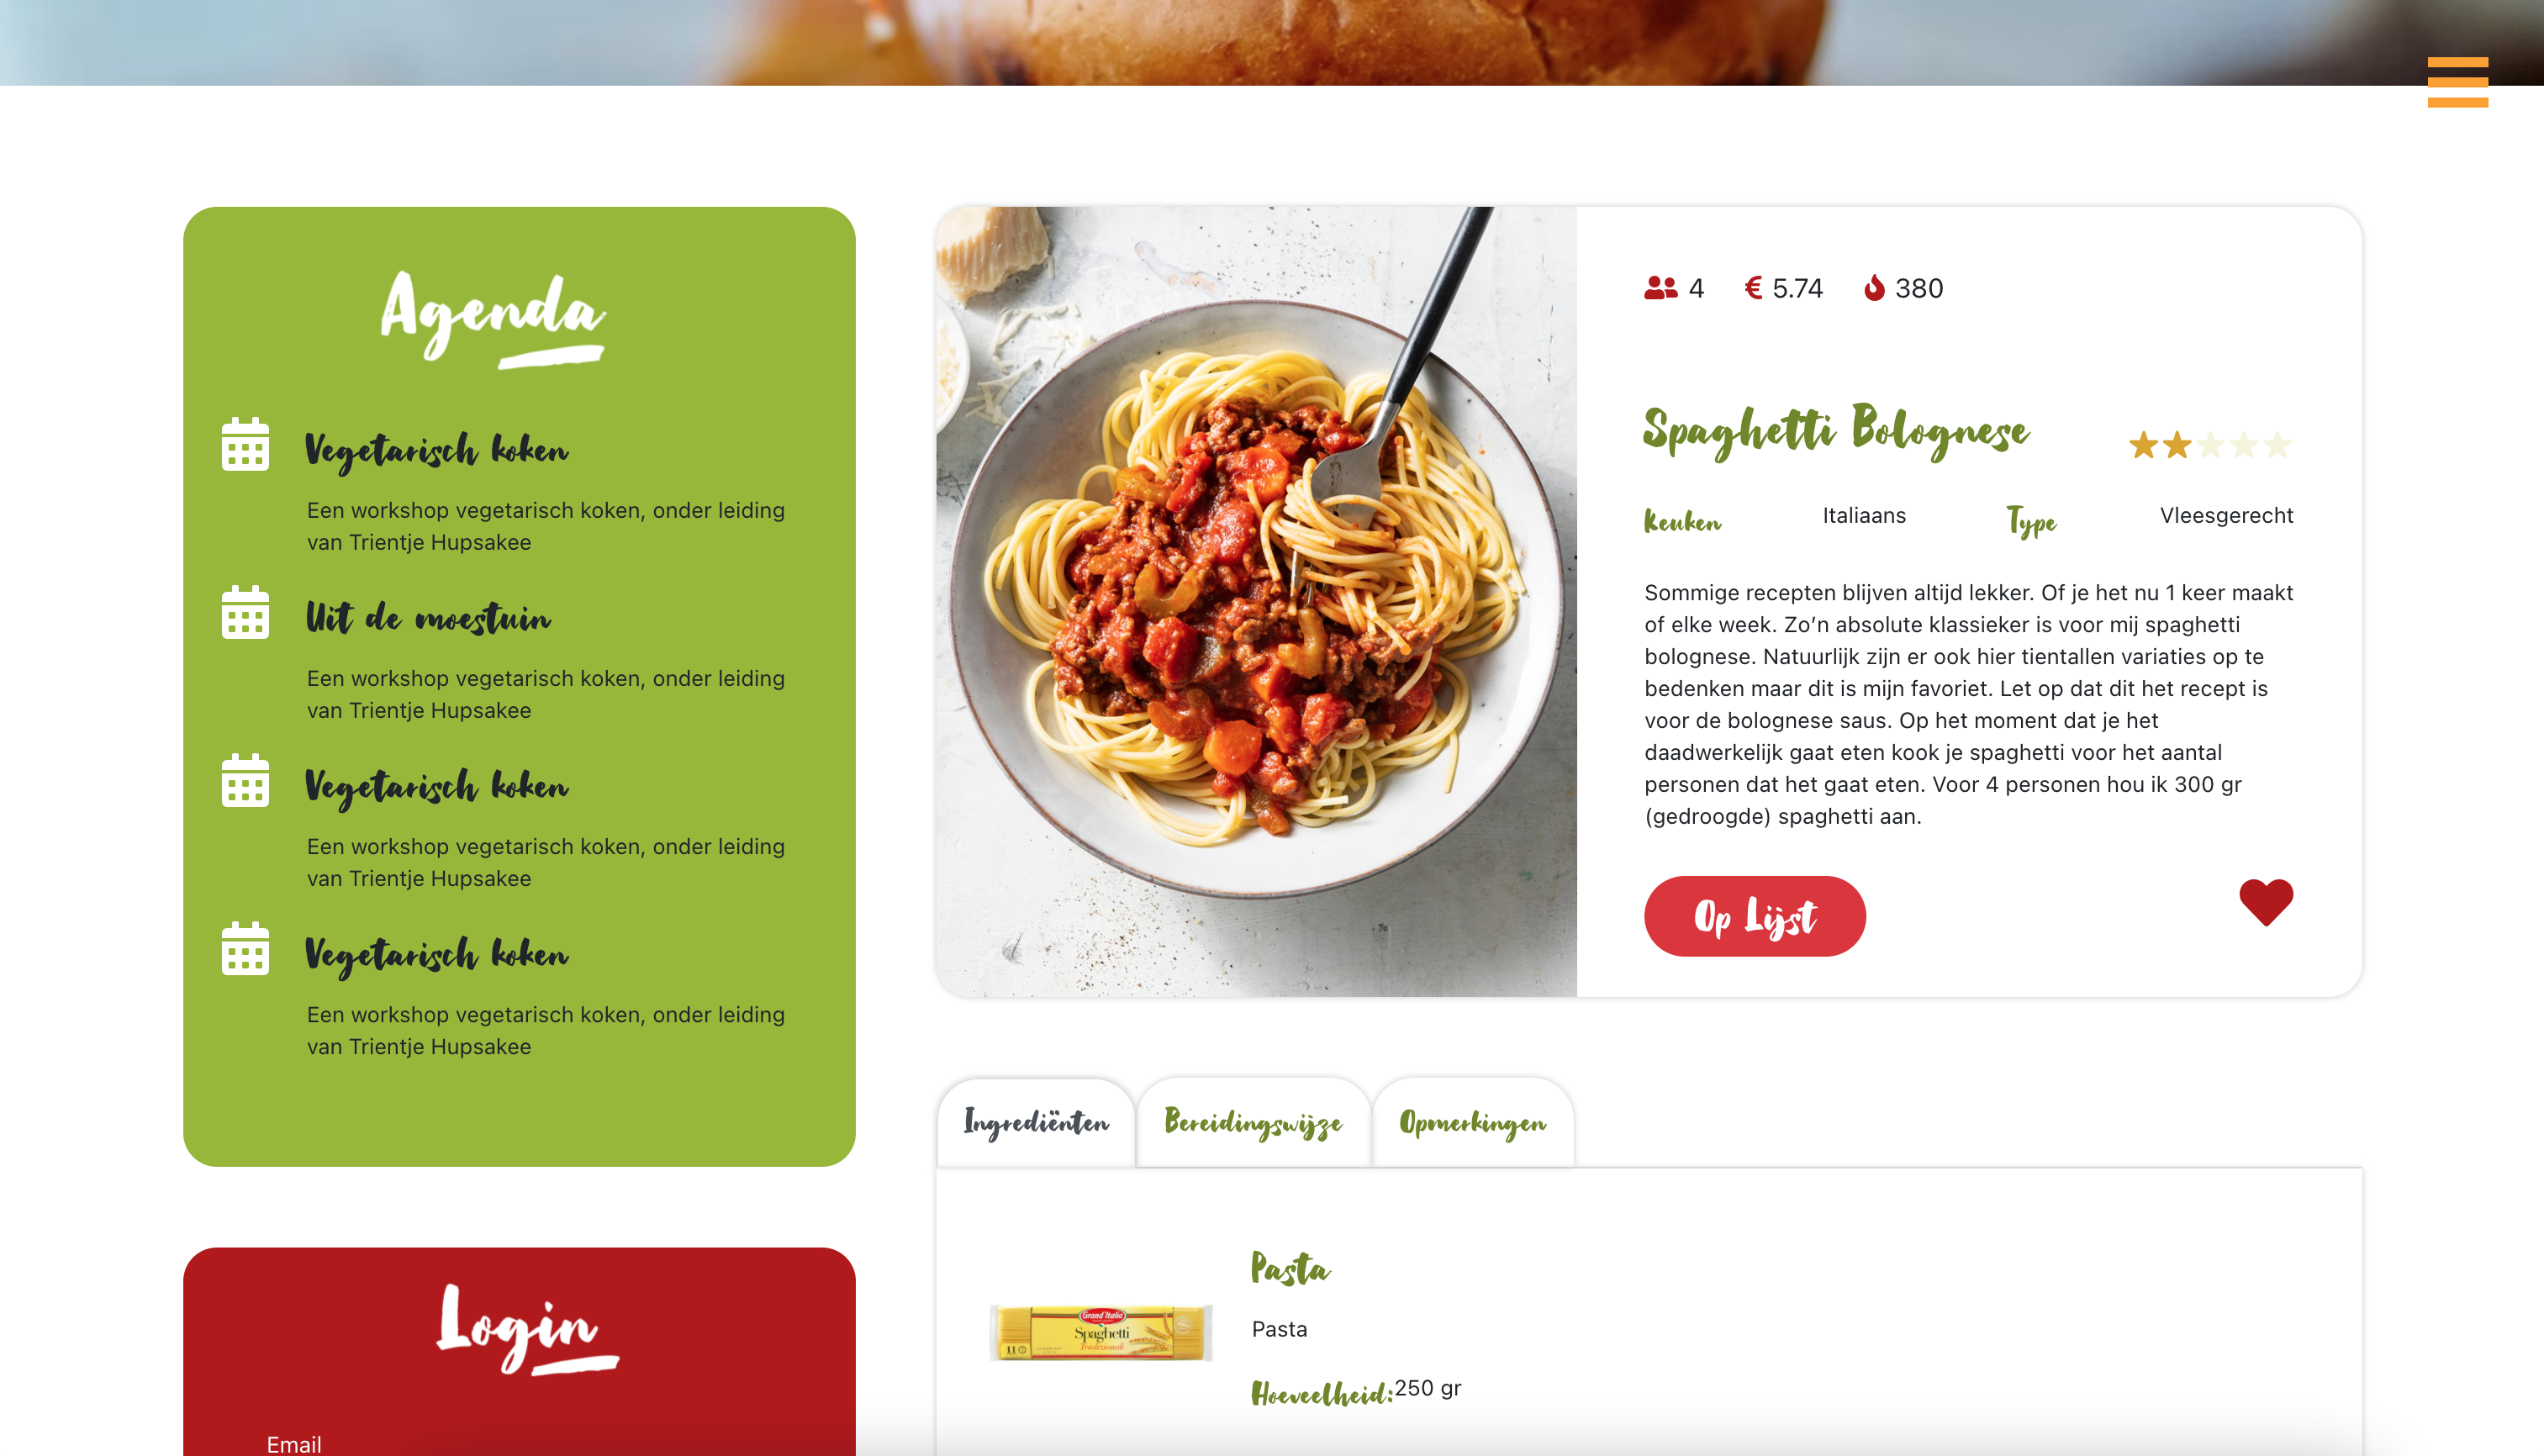 Agenda
Vegetarisch koken
Een workshop vegetarisch koken, onder leiding
van Trientje Hupsakee
Uit de moestuin
Een workshop vegetarisch koken, onder leiding
van Trientje Hupsakee
Vegetarisch koken
Een workshop vegetarisch koken, onder leiding
van Trientje Hupsakee
Vegetarisch koken
Een workshop vegetarisch koken, onder leiding
van Trientje Hupsakee
Login
Email
4 € 5.74 380
Spaghetti Bolognese
Keuken Italiaans Type Vleesgerecht
Sommige recepten blijven altijd lekker. Of je het nu 1 keer maakt
of elke week. Zo’n absolute klassieker is voor mij spaghetti
bolognese. Natuurlijk zijn er ook hier tientallen variaties op te
bedenken maar dit is mijn favoriet. Let op dat dit het recept is
voor de bolognese saus. Op het moment dat je het
daadwerkelijk gaat eten kook je spaghetti voor het aantal
personen dat het gaat eten. Voor 4 personen hou ik 300 gr
(gedroogde) spaghetti aan.
Op Lijst
Ingrediënten Bereidingswijze Opmerkingen
Grand'Italia
Spaghetti
Tradizionali
11
Pasta
Pasta
Hoeveelheid:250 gr